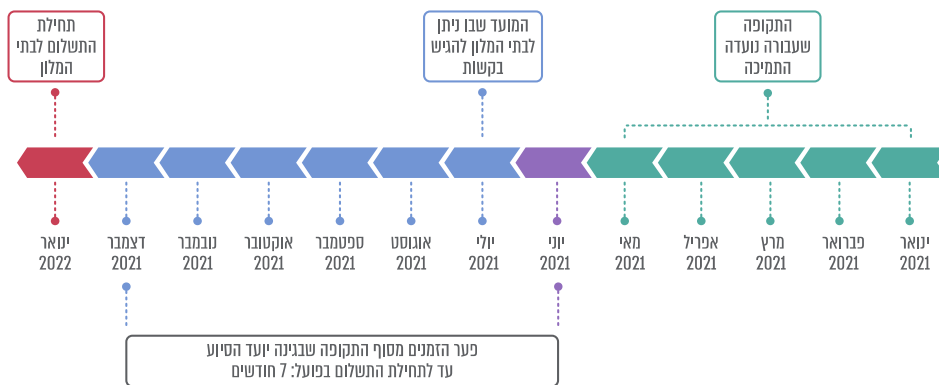 התקופה
שעבורה נועדה
התמיכה
המועד שבו ניתן
לבתי המלון להגיש
בקשות
תחילת
התשלום לבתי
המלון
ינואר
2021
פברואר
2021
מרץ
2021
אפריל
2021
מאי
2021
יוני
2021
יולי
2021
אוגוסט
2021
ספטמבר
2021
אוקטובר
2021
נובמבר
2021
דצמבר
2021
ינואר
2022
פער הזמנים מסוף התקופה שבגינה יועד הסיוע
עד לתחילת התשלום בפועל: 7 חודשים